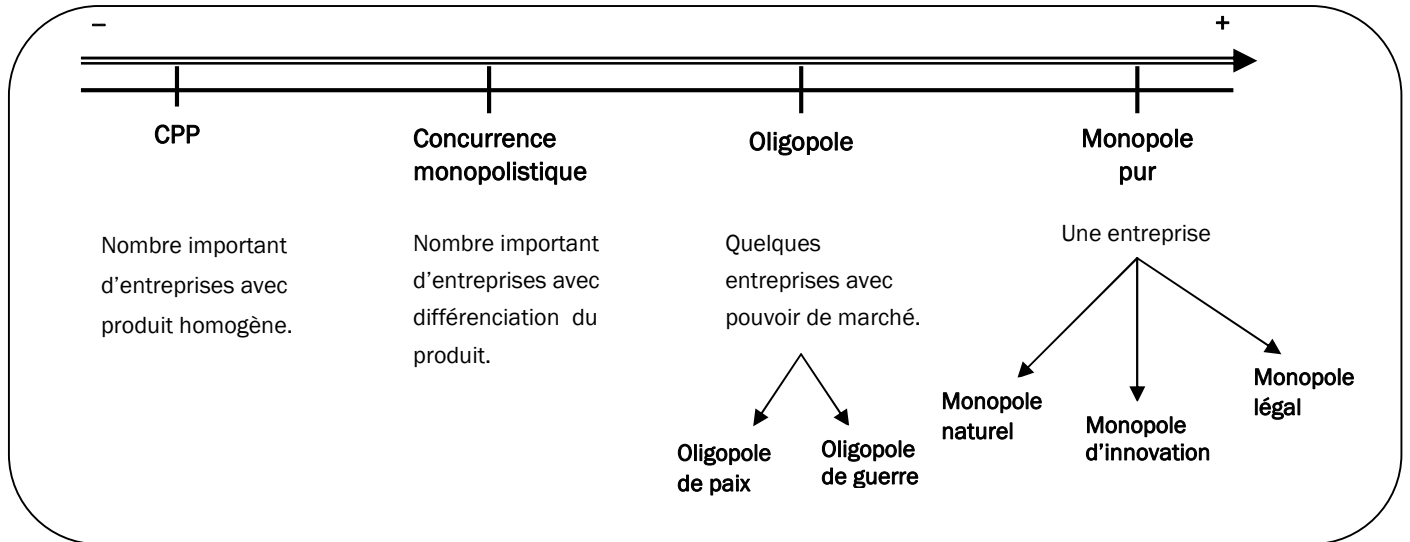 – +
CPP
Concurrence
monopolistique
Oligopole
Monopole
pur
Nombre important
d'entreprises avec
produit homogène.
Nombre important
d'entreprises avec
différenciation du
produit.
Quelques
entreprises avec
pouvoir de marché.
Une entreprise
Oligopole
de paix
Oligopole
de guerre
Monopole
naturel
Monopole
d'innovation
Monopole
légal